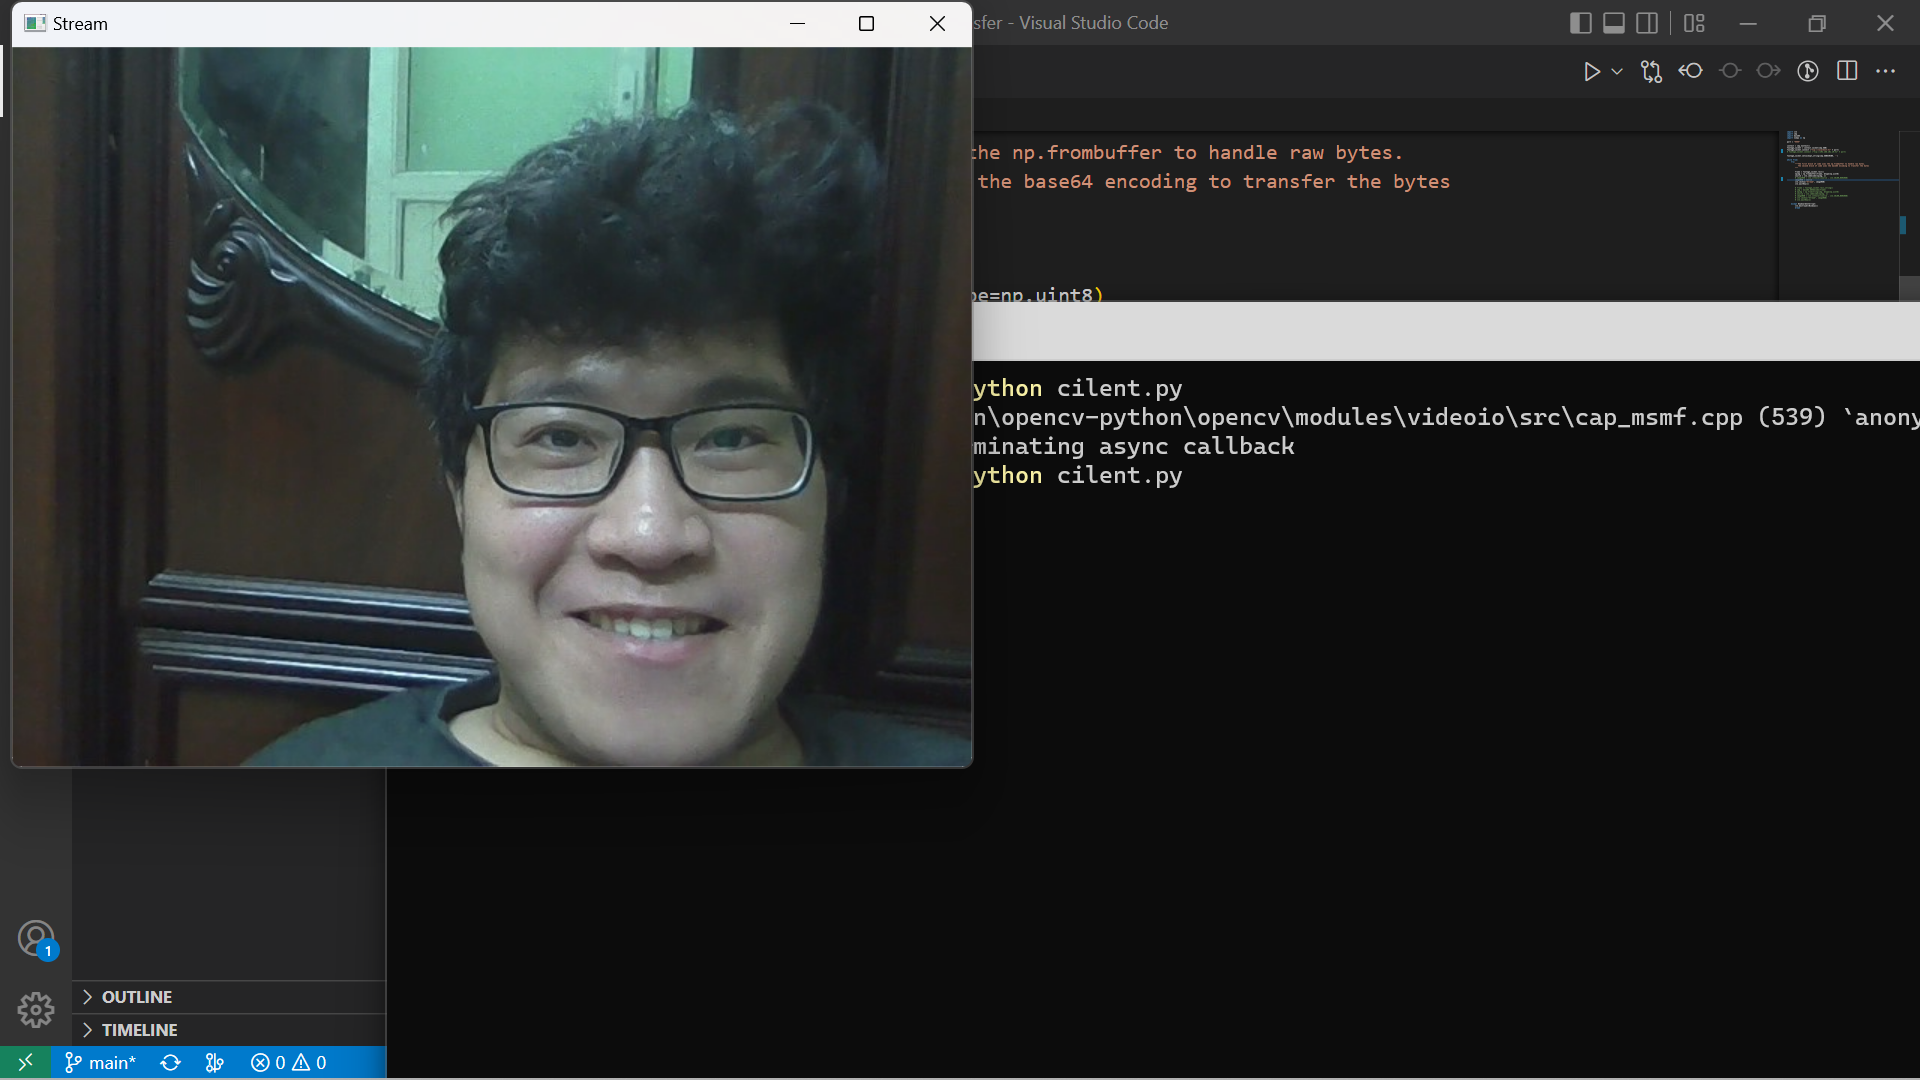 Stream
sfer - Visual Studio Code
the np.frombuffer to handle raw bytes.
the base64 encoding to transfer the bytes
pe=np.uint8)
ython cilent.py
n\opencv-python\opencv\modules\videoio\src\cap_msmf.cpp (539) `anony
minating async callback
ython cilent.py
1
OUTLINE
TIMELINE
main* 0 0